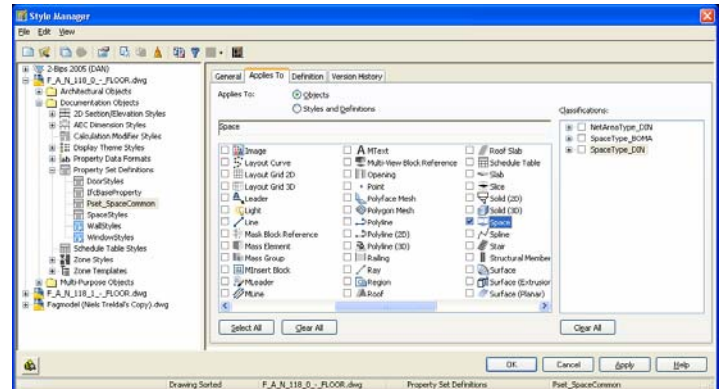 Style Manager
File Edit View
2-Bips 2005 (DAN)
F_A_N_118_0_-_FLOOR.dwg
Architectural Objects
Documentation Objects
2D Section/Elevation Styles
AEC Dimension Styles
Calculation Modifier Styles
Display Theme Styles
Property Data Formats
Property Set Definitions
DoorStyles
IfcBaseProperty
Pset_SpaceCommon
SpaceStyles
WallStyles
WindowStyles
Schedule Table Styles
Zone Styles
Zone Templates
Multi-Purpose Objects
F_A_N_118_1_-_FLOOR.dwg
Fagmodel (Niels Treldal's Copy).dwg
General Applies To Definition Version History
Applies To: Objects
Styles and Definitions
Space
Image
Layout Curve
Layout Grid 2D
Layout Grid 3D
Leader
Light
Line
Mask Block Reference
Mass Element
Mass Group
MInsert Block
MLeader
MLine
MText
Multi-View Block Reference
Opening
Point
Polyface Mesh
Polygon Mesh
Polyline
Polyline (2D)
Polyline (3D)
Railing
Ray
Region
Roof
Roof Slab
Schedule Table
Slab
Slice
Solid (2D)
Solid (3D)
Space
Spline
Stair
Structural Member
Surface
Surface (Extrusion
Surface (Planar)
Classifications:
NetAreaType_DIN
SpaceType_BOMA
SpaceType_DIN
Select All Clear All
Clear All
OK Cancel Apply Help
Drawing Sorted F_A_N_118_0_-_FLOOR.dwg Property Set Definitions Pset_SpaceCommon